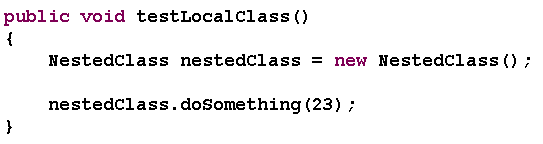 public void testLocalClass()
{
    NestedClass nestedClass = new NestedClass();
    nestedClass.doSomething(23);
}